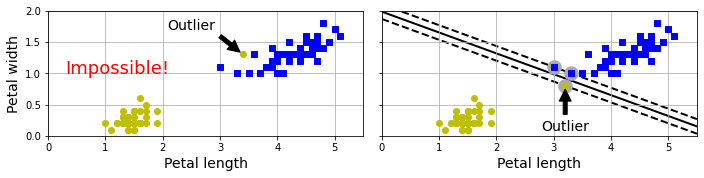 2.0
1.5
1.0
0.5
0.0
Petal width
Outlier
Impossible!
0 1 2 3 4 5
Petal length
Outlier
0 1 2 3 4 5
Petal length